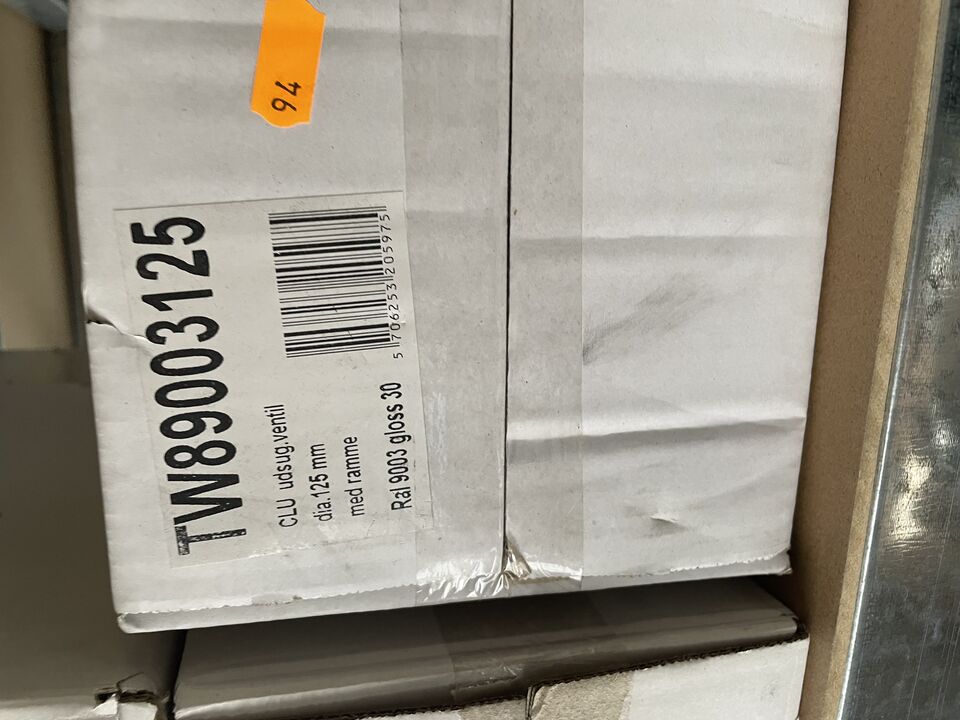 94
TW89003125
CLU udsug.ventil
dia.125 mm
med ramme
Ral 9003 gloss 30
5 706253 205975